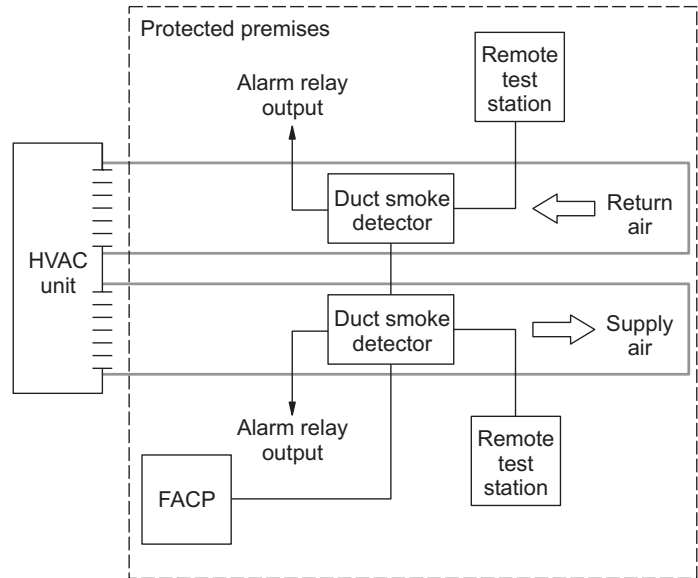 Protected premises
Remote
test
station
Alarm relay
output
Duct smoke
detector
Return
air
HVAC
unit
Duct smoke
detector
Supply
air
Alarm relay
output
Remote
test
station
FACP